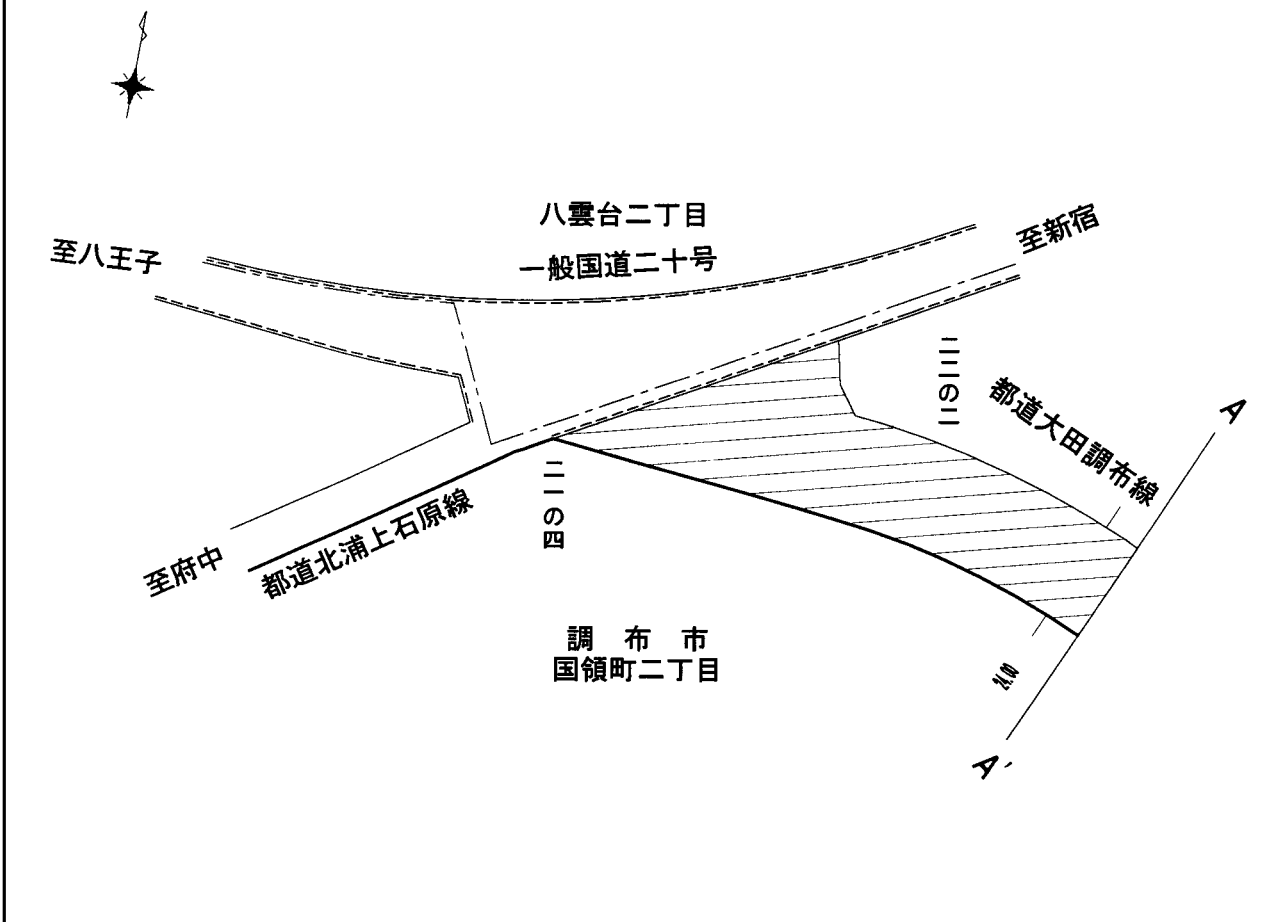 八雲台二丁目
一般国道二十号
至八王子
至新宿
二二の二
都道大田調布線
A
二一の四
都道北浦上石原線
至府中
調布市
国領町二丁目
24.00
A'